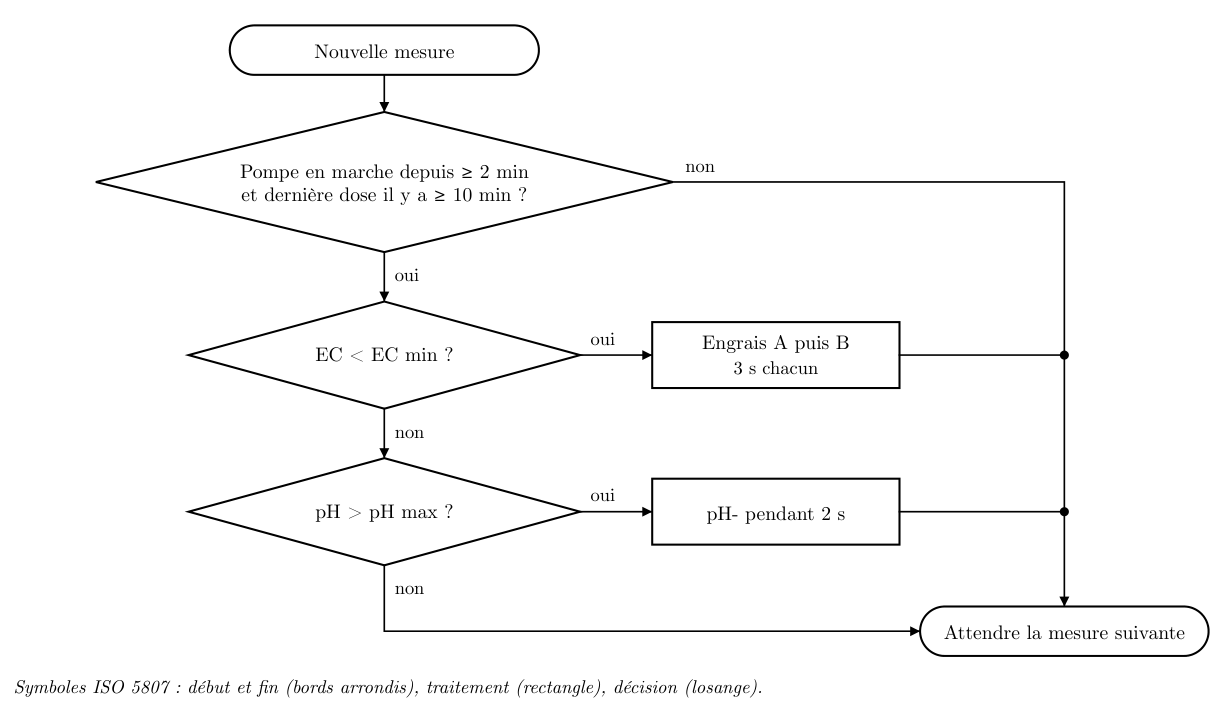 Nouvelle mesure
Pompe en marche depuis ≥ 2 min
et dernière dose il y a ≥ 10 min ?
non
oui
EC < EC min ?
oui
Engrais A puis B
3 s chacun
non
pH > pH max ?
oui
pH- pendant 2 s
non
Attendre la mesure suivante
Symboles ISO 5807 : début et fin (bords arrondis), traitement (rectangle), décision (losange).